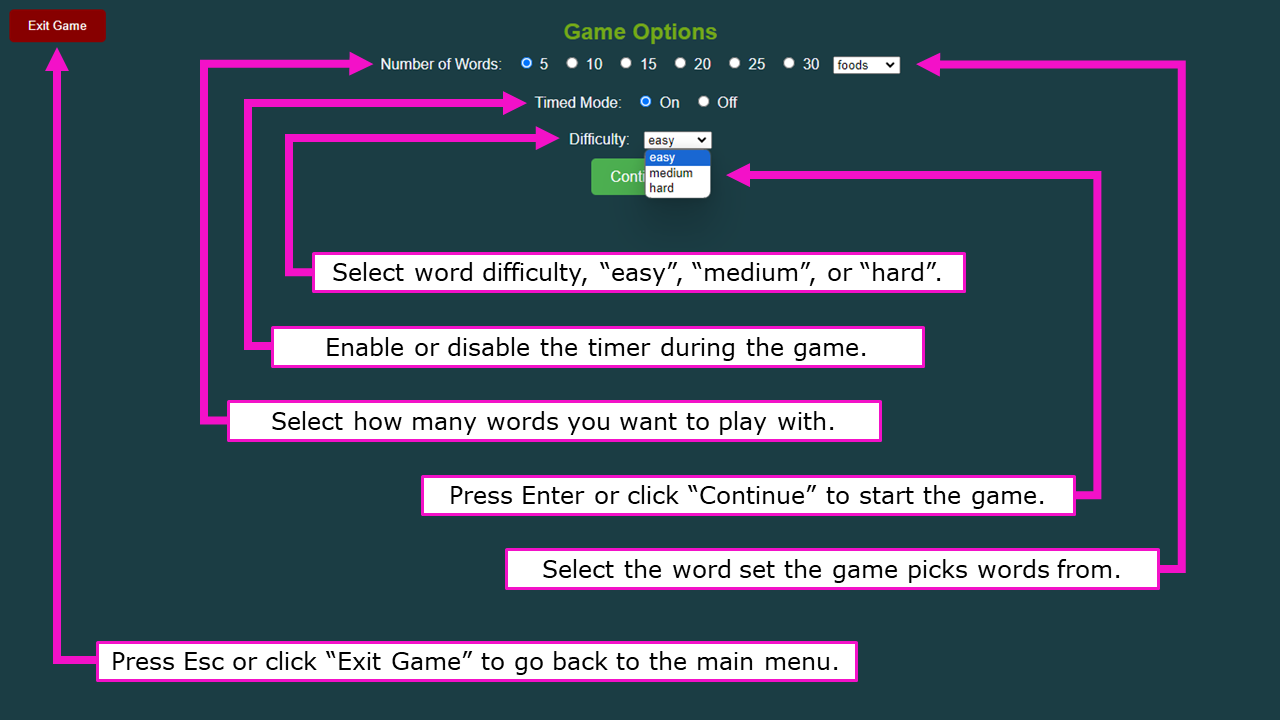 Exit Game
Game Options
Number of Words: 5 10 15 20 25 30 foods
Timed Mode: On Off
Difficulty: easy
easy
medium
hard
Select word difficulty, “easy”, “medium”, or “hard”.
Enable or disable the timer during the game.
Select how many words you want to play with.
Press Enter or click “Continue” to start the game.
Select the word set the game picks words from.
Press Esc or click “Exit Game” to go back to the main menu.